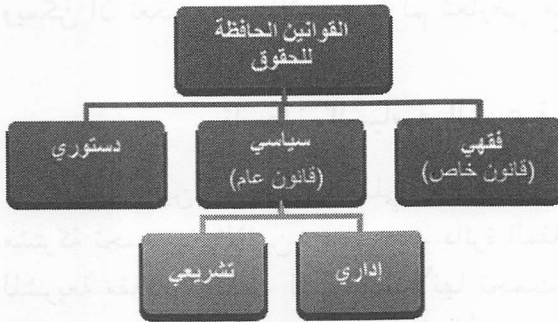 القوانين الحافظة
للحقوق
فقهي
(قانون خاص)
سياسي
(قانون عام)
دستوري
إداري
تشريعي